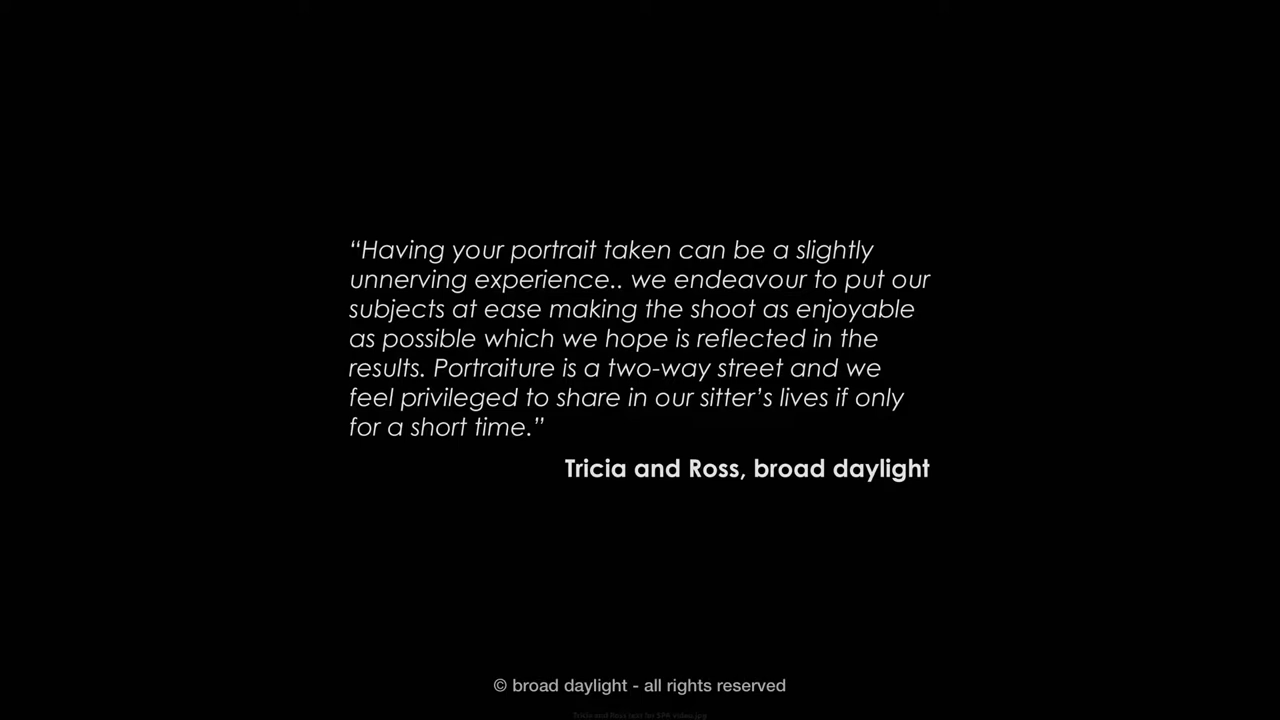 “Having your portrait taken can be a slightly
unnerving experience.. we endeavour to put our
subjects at ease making the shoot as enjoyable
as possible which we hope is reflected in the
results. Portraiture is a two-way street and we
feel privileged to share in our sitter’s lives if only
for a short time.”
Tricia and Ross, broad daylight
© broad daylight - all rights reserved